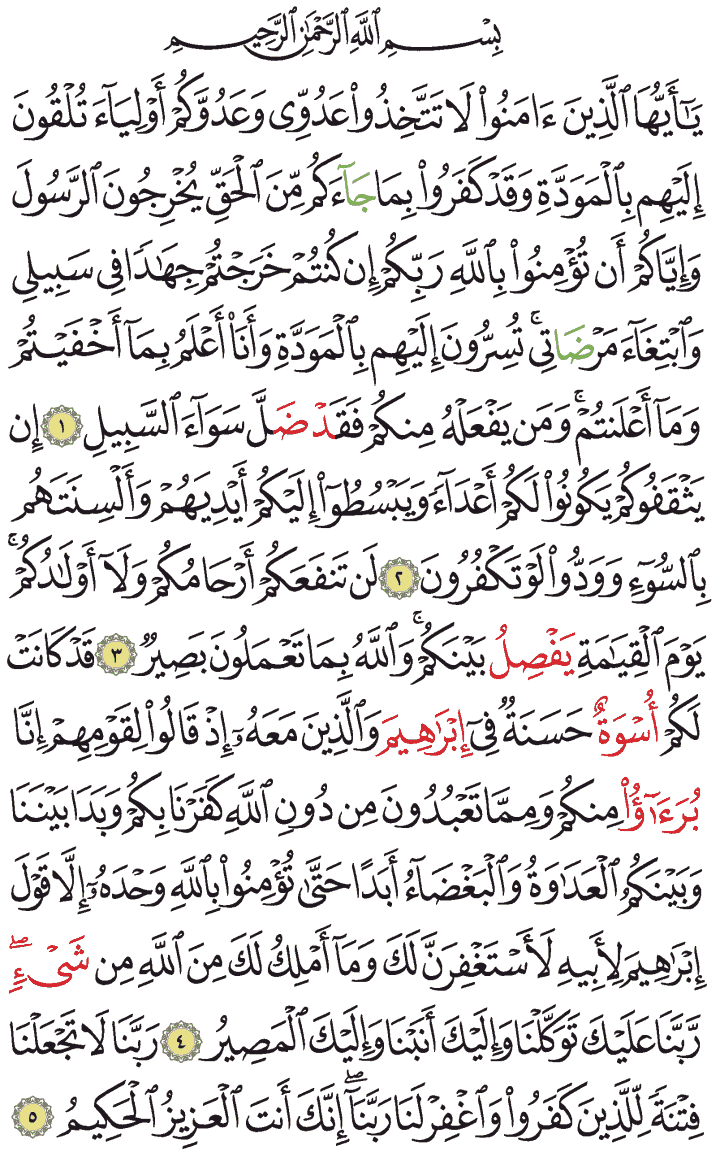 بِسْمِ ٱللَّهِ ٱلرَّحْمَٰنِ ٱلرَّحِيمِ
يَٰٓأَيُّهَا ٱلَّذِينَ ءَامَنُوا۟ لَا تَتَّخِذُوا۟ عَدُوِّى وَعَدُوَّكُمْ أَوْلِيَآءَ تُلْقُونَ
إِلَيْهِم بِٱلْمَوَدَّةِ وَقَدْ كَفَرُوا۟ بِمَا جَآءَكُم مِّنَ ٱلْحَقِّ يُخْرِجُونَ ٱلرَّسُولَ
وَإِيَّاكُمْ أَن تُؤْمِنُوا۟ بِٱللَّهِ رَبِّكُمْ إِن كُنتُمْ خَرَجْتُمْ جِهَٰدًا فِى سَبِيلِى
وَٱبْتِغَآءَ مَرْضَاتِى ۚ تُسِرُّونَ إِلَيْهِم بِٱلْمَوَدَّةِ وَأَنَا۠ أَعْلَمُ بِمَآ أَخْفَيْتُمْ
وَمَآ أَعْلَنتُمْ ۚ وَمَن يَفْعَلْهُ مِنكُمْ فَقَدْ ضَلَّ سَوَآءَ ٱلسَّبِيلِ ١ إِن
يَثْقَفُوكُمْ يَكُونُوا۟ لَكُمْ أَعْدَآءً وَيَبْسُطُوٓا۟ إِلَيْكُمْ أَيْدِيَهُمْ وَأَلْسِنَتَهُم
بِٱلسُّوٓءِ وَوَدُّوا۟ لَوْ تَكْفُرُونَ ٢ لَن تَنفَعَكُمْ أَرْحَامُكُمْ وَلَآ أَوْلَٰدُكُمْ ۚ
يَوْمَ ٱلْقِيَٰمَةِ يَفْصِلُ بَيْنَكُمْ ۚ وَٱللَّهُ بِمَا تَعْمَلُونَ بَصِيرٌ ٣ قَدْ كَانَتْ
لَكُمْ أُسْوَةٌ حَسَنَةٌ فِىٓ إِبْرَٰهِيمَ وَٱلَّذِينَ مَعَهُۥٓ إِذْ قَالُوا۟ لِقَوْمِهِمْ إِنَّا
بُرَءَٰٓؤُا۟ مِنكُمْ وَمِمَّا تَعْبُدُونَ مِن دُونِ ٱللَّهِ كَفَرْنَا بِكُمْ وَبَدَا بَيْنَنَا
وَبَيْنَكُمُ ٱلْعَدَٰوَةُ وَٱلْبَغْضَآءُ أَبَدًا حَتَّىٰ تُؤْمِنُوا۟ بِٱللَّهِ وَحْدَهُۥٓ إِلَّا قَوْلَ
إِبْرَٰهِيمَ لِأَبِيهِ لَأَسْتَغْفِرَنَّ لَكَ وَمَآ أَمْلِكُ لَكَ مِنَ ٱللَّهِ مِن شَىْءٍ ۖ
رَّبَّنَا عَلَيْكَ تَوَكَّلْنَا وَإِلَيْكَ أَنَبْنَا وَإِلَيْكَ ٱلْمَصِيرُ ٤ رَبَّنَا لَا تَجْعَلْنَا
فِتْنَةً لِّلَّذِينَ كَفَرُوا۟ وَٱغْفِرْ لَنَا رَبَّنَآ ۖ إِنَّكَ أَنتَ ٱلْعَزِيزُ ٱلْحَكِيمُ ٥